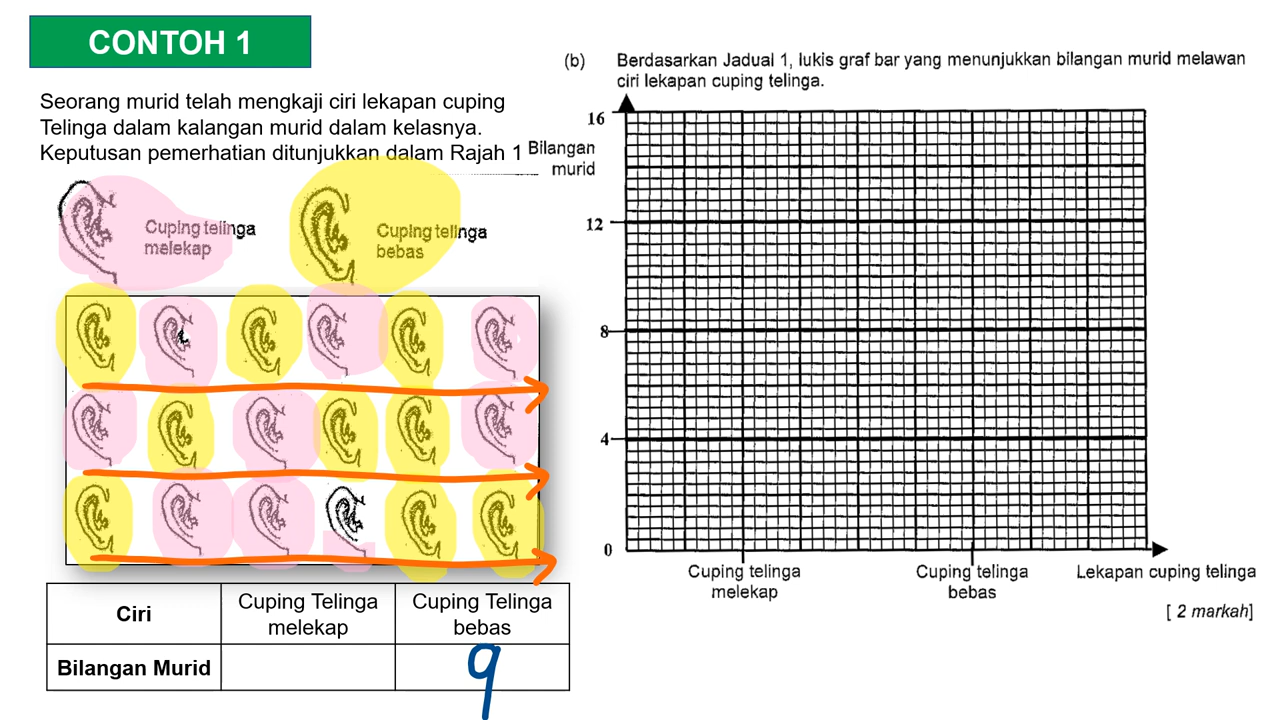 CONTOH 1
Seorang murid telah mengkaji ciri lekapan cuping
Telinga dalam kalangan murid dalam kelasnya.
Keputusan pemerhatian ditunjukkan dalam Rajah 1
Cuping telinga
melekap
Cuping telinga
bebas
Ciri
Cuping Telinga
melekap
Cuping Telinga
bebas
Bilangan Murid
9
(b) Berdasarkan Jadual 1, lukis graf bar yang menunjukkan bilangan murid melawan
ciri lekapan cuping telinga.
Bilangan
murid
16
12
8
4
0
Cuping telinga
melekap
Cuping telinga
bebas
Lekapan cuping telinga
[ 2 markah]